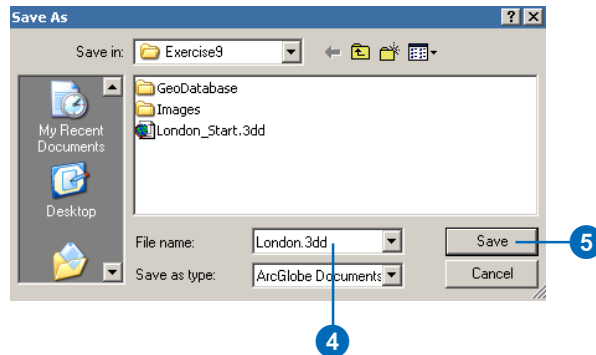 Save As
Save in: Exercise9
GeoDatabase
Images
London_Start.3dd
My Recent
Documents
Desktop
File name: London.3dd Save 5
Save as type: ArcGlobe Documents Cancel
4